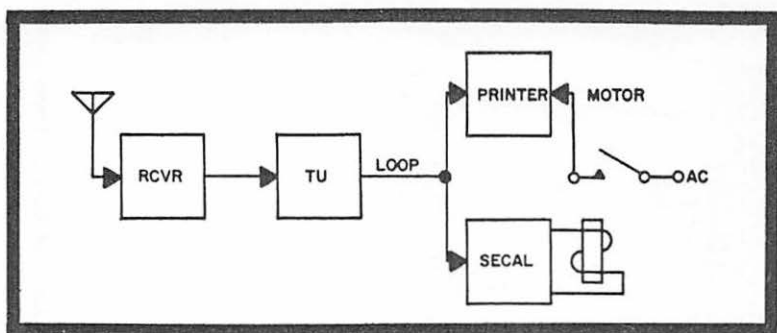 PRINTER
MOTOR
RCVR
TU
LOOP
AC
SECAL